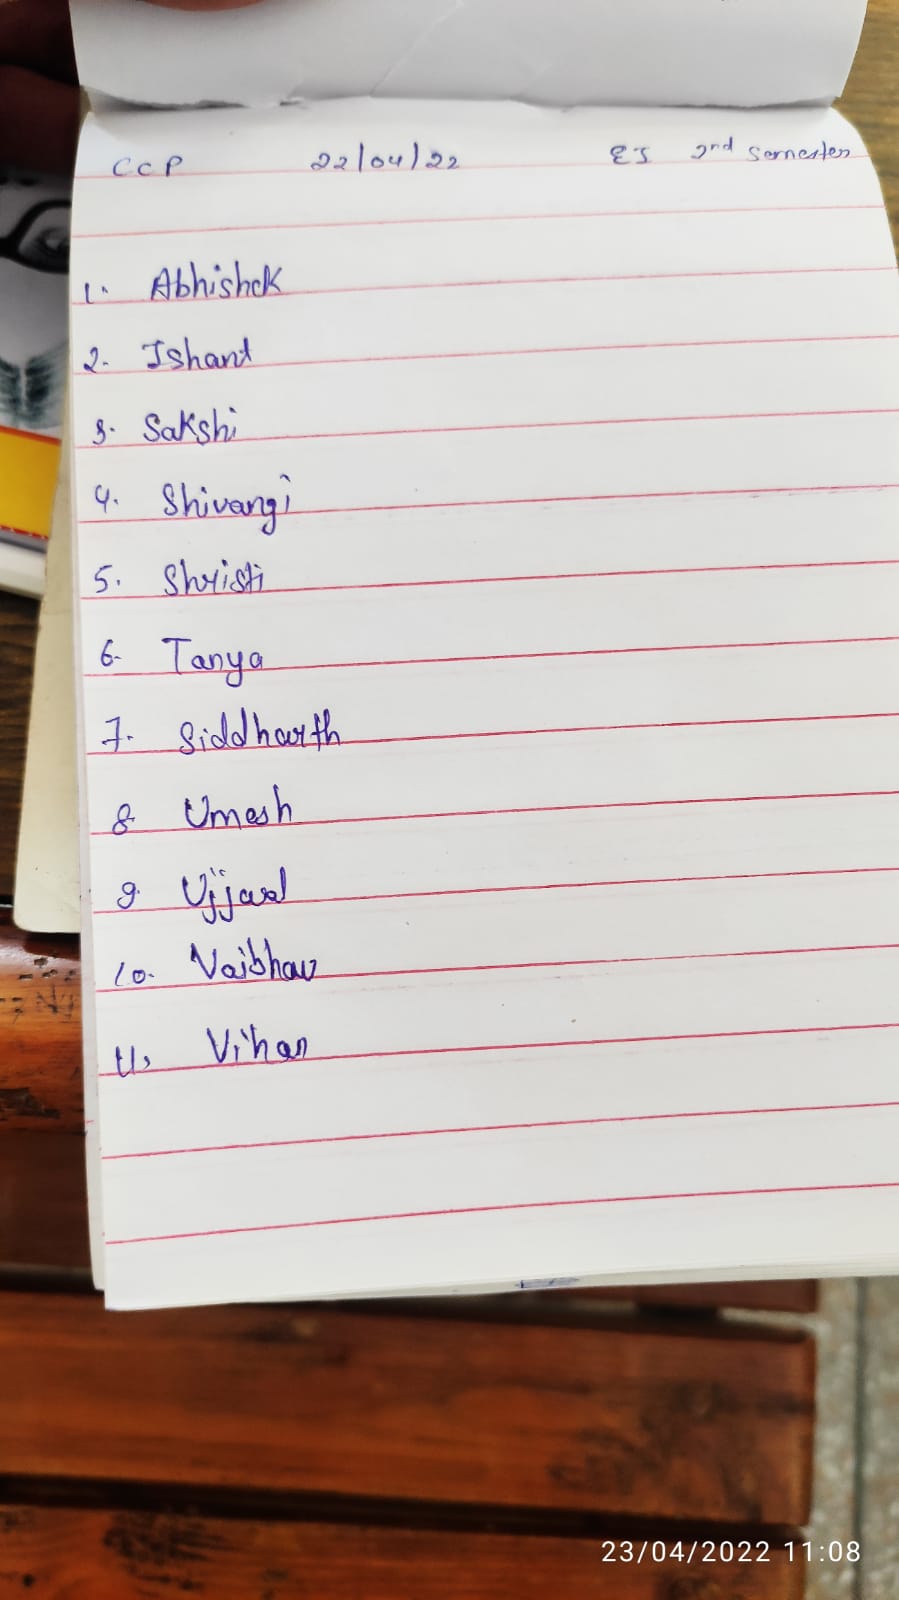 CCP 22/04/22 EJ 2nd Semester
1. Abhishek
2. Ishant
3. Sakshi
4. Shivangi
5. Shristi
6. Tanya
7. Siddharth
8 Umesh
9. Ujjawal
10. Vaibhav
11. Vihan
23/04/2022 11:08